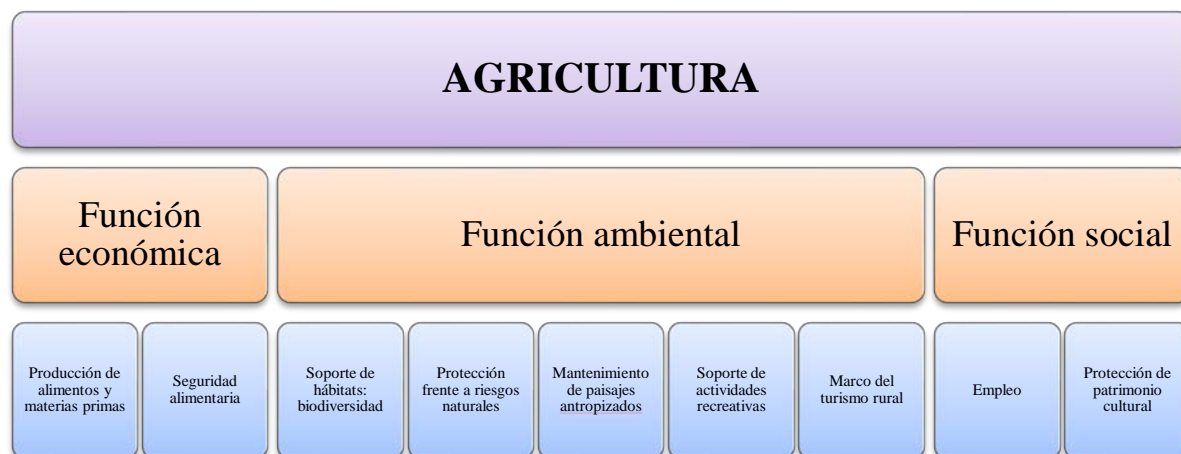 AGRICULTURA
Función
económica
Función ambiental
Función social
Producción de
alimentos y
materias primas
Seguridad
alimentaria
Soporte de
hábitats:
biodiversidad
Protección
frente a riesgos
naturales
Mantenimiento
de paisajes
antropizados
Soporte de
actividades
recreativas
Marco del
turismo rural
Empleo
Protección de
patrimonio
cultural